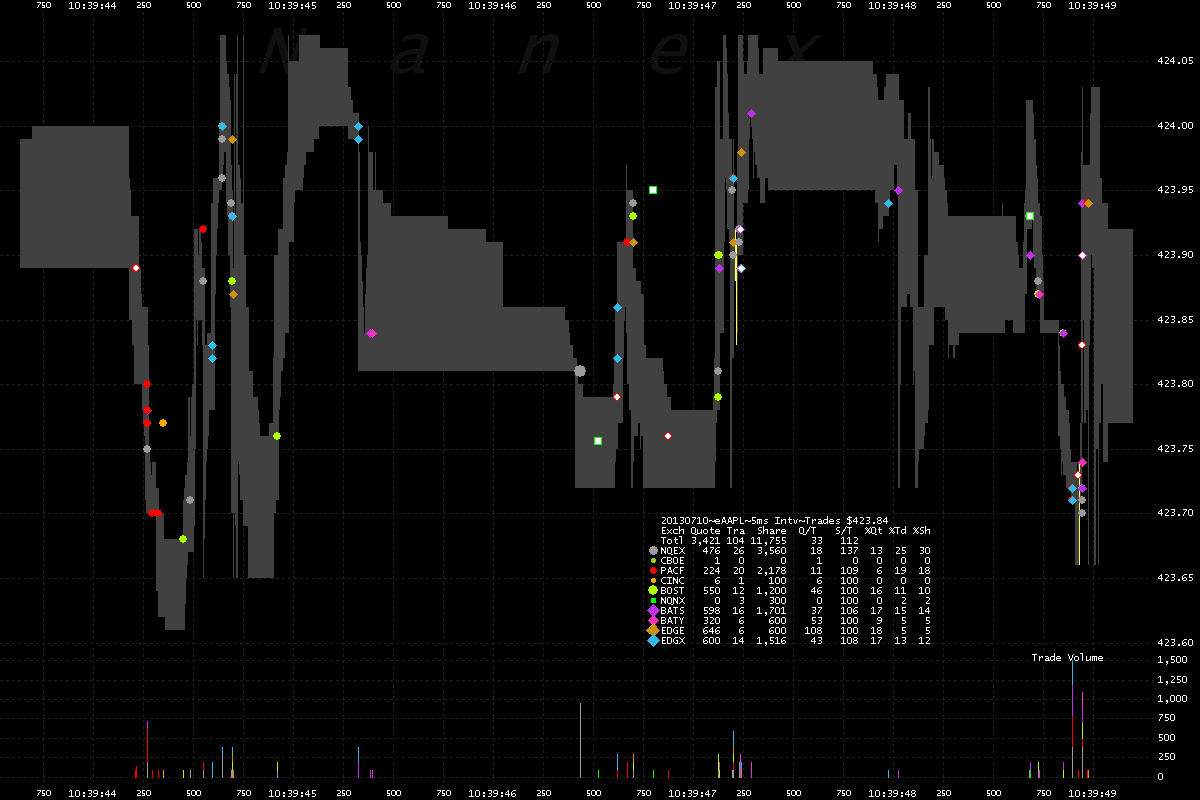 750 10:39:44 250 500 750 10:39:45 250 500 750 10:39:46 250 500 750 10:39:47 250 500 750 10:39:48 250 500 750 10:39:49
N a n e x
424.05
424.00
423.95
423.90
423.85
423.80
423.75
423.70
423.65
423.60
20130710~eAAPL~5ms Intv~Trades $423.84
Exch Quote Tra Share Q/T S/T %Qt %Td %Sh
Totl 3,421 104 11,755 33 112
NQEX 476 26 3,560 18 137 13 25 30
CBOE 1 0 0 1 0 0 0 0
PACF 224 20 2,178 11 109 6 19 18
CINC 6 1 100 6 100 0 0 0
BOST 550 12 1,200 46 100 16 11 10
NQNX 0 3 300 0 100 0 2 2
BATS 598 16 1,701 37 106 17 15 14
BATY 320 6 600 53 100 9 5 5
EDGE 646 6 600 108 100 18 5 5
EDGX 600 14 1,516 43 108 17 13 12
Trade Volume
1,500
1,250
1,000
750
500
250
0
750 10:39:44 250 500 750 10:39:45 250 500 750 10:39:46 250 500 750 10:39:47 250 500 750 10:39:48 250 500 750 10:39:49